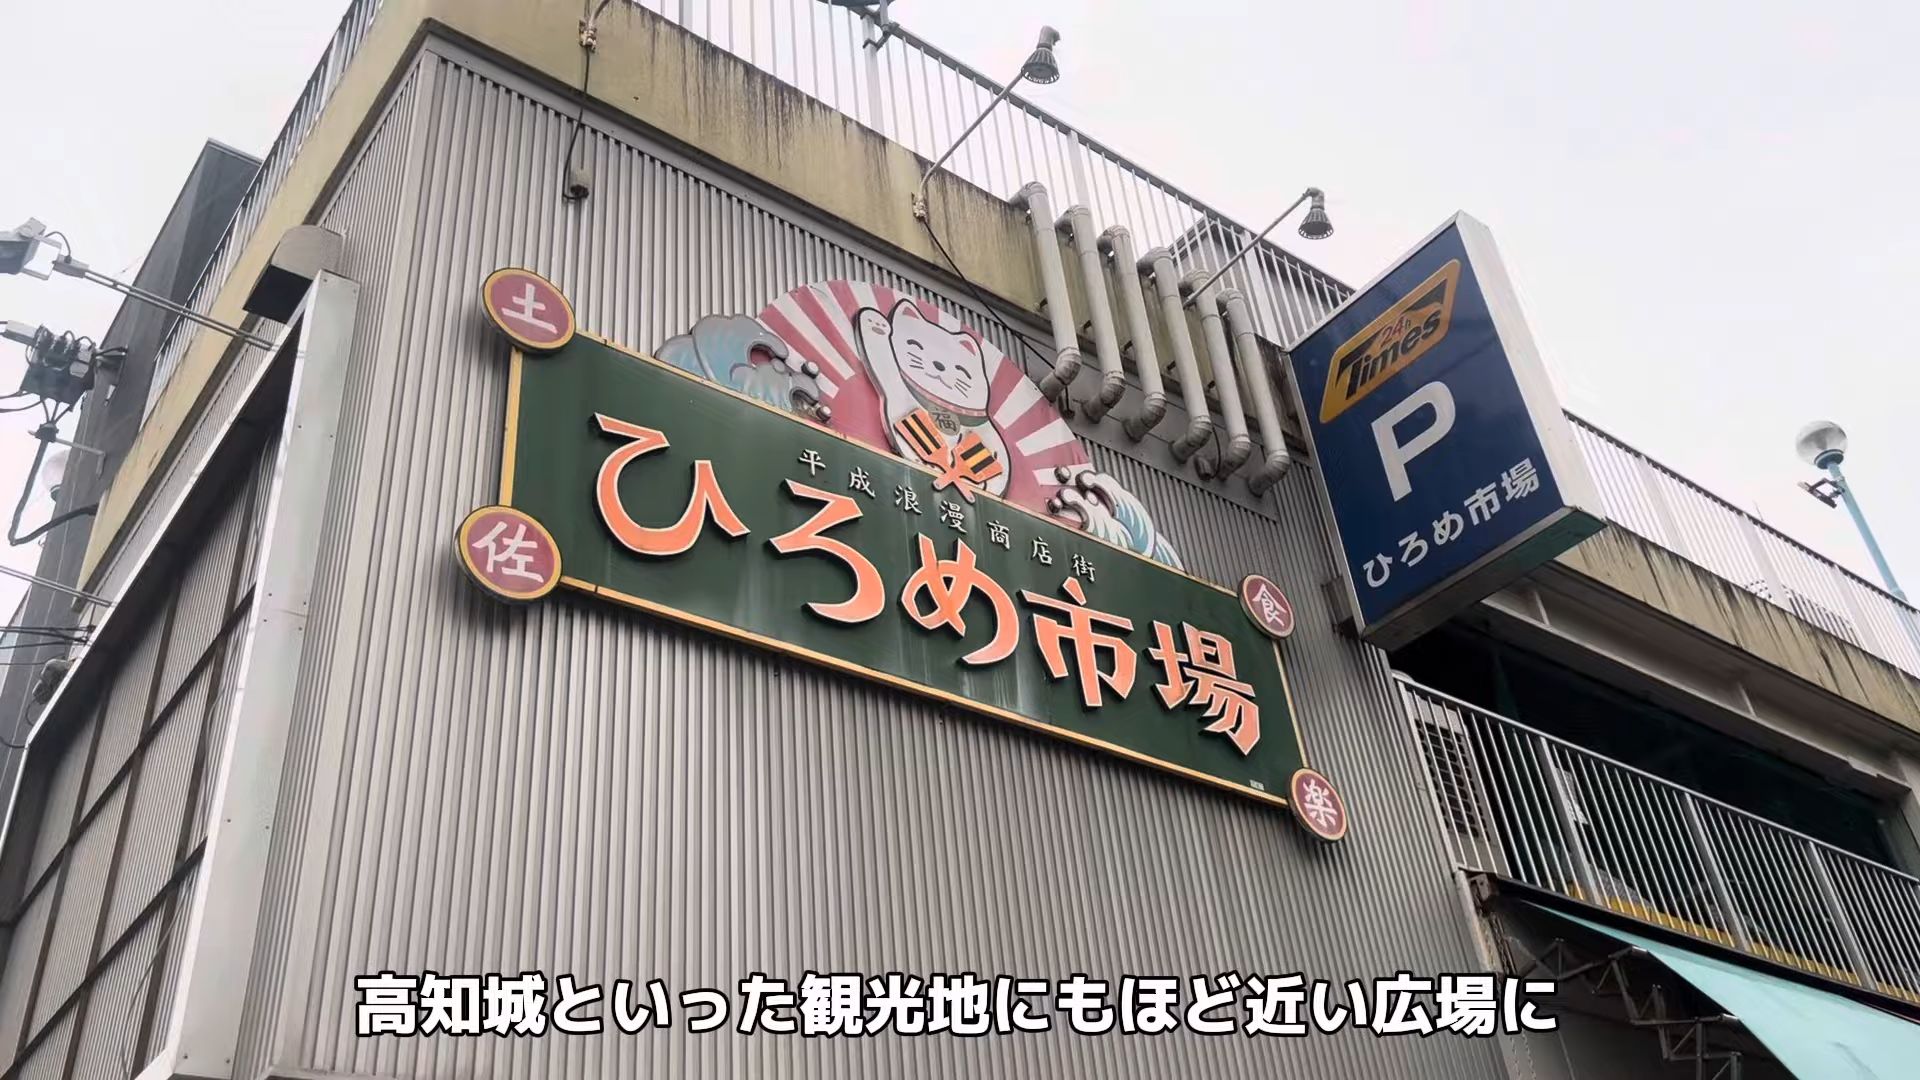 土
佐
福
平成浪漫商店街
ひろめ市場
食
楽
24h
Times
P
ひろめ市場
高知城といった観光地にもほど近い広場に